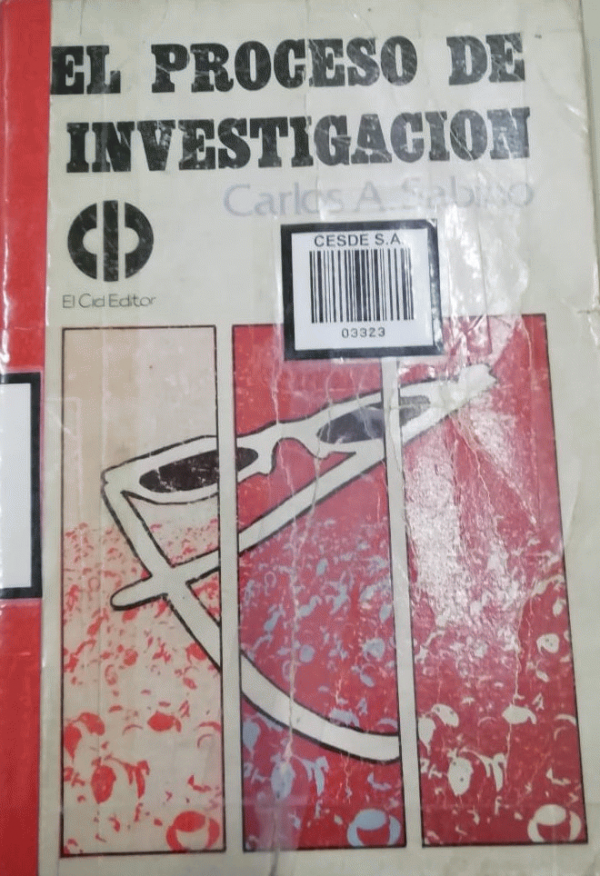 EL PROCESO DE
INVESTIGACION
Carlos A. Sabino
El Cid Editor
CESDE S.A.
03323